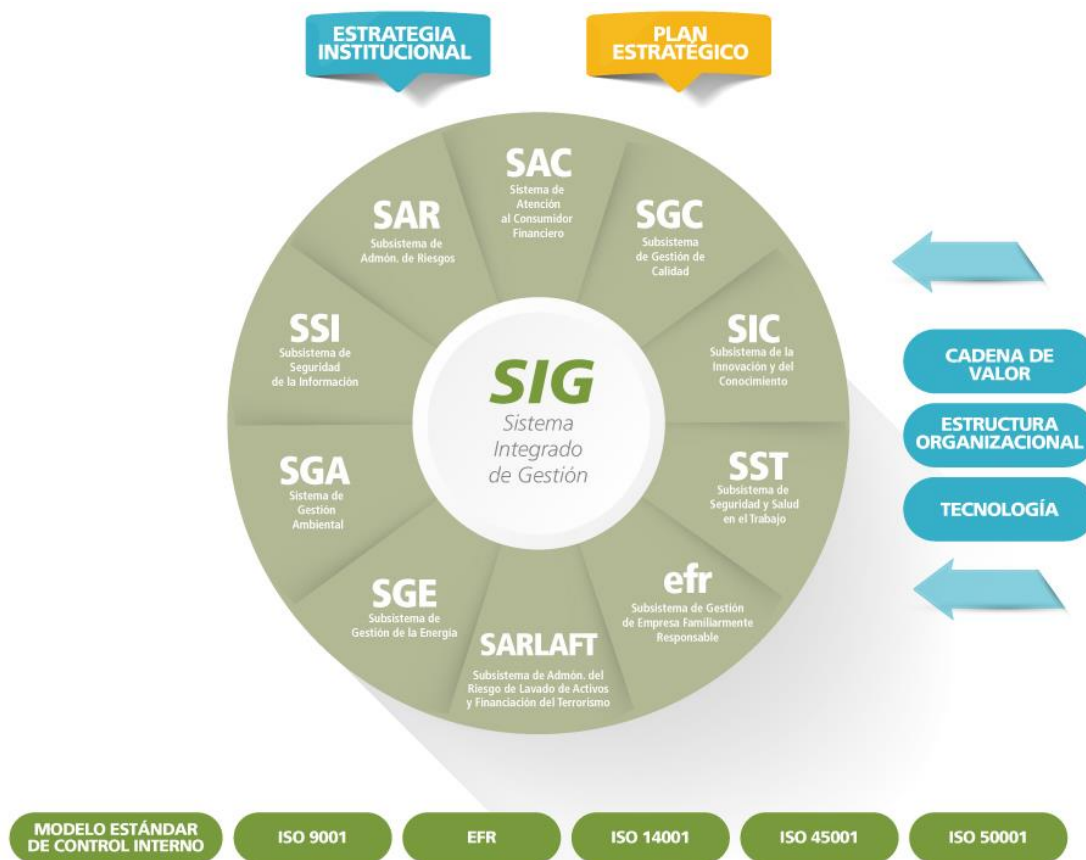 ESTRATEGIA
INSTITUCIONAL
PLAN
ESTRATÉGICO
SAC
Sistema de
Atención
al Consumidor
Financiero
SGC
Subsistema
de Gestión de
Calidad
SIC
Subsistema de la
Innovación y del
Conocimiento
SST
Subsistema de
Seguridad y Salud
en el Trabajo
efr
Subsistema de Gestión
de Empresa Familiarmente
Responsable
SARLAFT
Subsistema de Admón. del
Riesgo de Lavado de Activos
y Financiación del Terrorismo
SGE
Subsistema de
Gestión de la Energía
SGA
Sistema de
Gestión
Ambiental
SSI
Subsistema de
Seguridad
de la Información
SAR
Subsistema de
Admón. de Riesgos
SIG
Sistema
Integrado
de Gestión
CADENA DE
VALOR
ESTRUCTURA
ORGANIZACIONAL
TECNOLOGÍA
MODELO ESTÁNDAR
DE CONTROL INTERNO
ISO 9001
EFR
ISO 14001
ISO 45001
ISO 50001